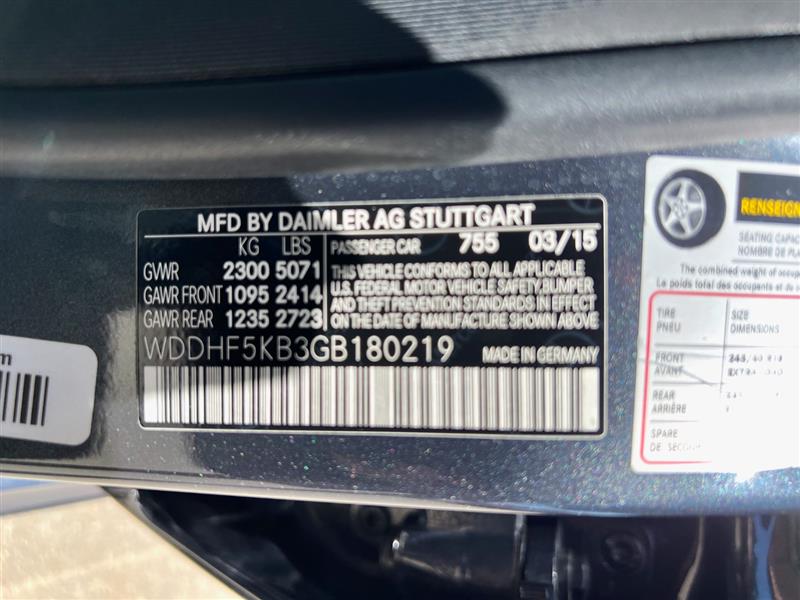 MFD BY DAIMLER AG STUTTGART
KG LBS PASSENGER CAR 755 03/15
GVWR 2300 5071
GAWR FRONT 1095 2414
GAWR REAR 1235 2723
THIS VEHICLE CONFORMS TO ALL APPLICABLE
U.S. FEDERAL MOTOR VEHICLE SAFETY, BUMPER
AND THEFT PREVENTION STANDARDS IN EFFECT
ON THE DATE OF MANUFACTURE SHOWN ABOVE.
WDDHF5KB3GB180219 MADE IN GERMANY
m
RENSEIGN
SEATING CAPAC
NOMBRE DE PLA
The combined weight of occup
Le poids total des occupants et du c
TIRE SIZE
PNEU DIMENSIONS
FRONT
AVANT
REAR
ARRIÈRE
SPARE
DE SECOU